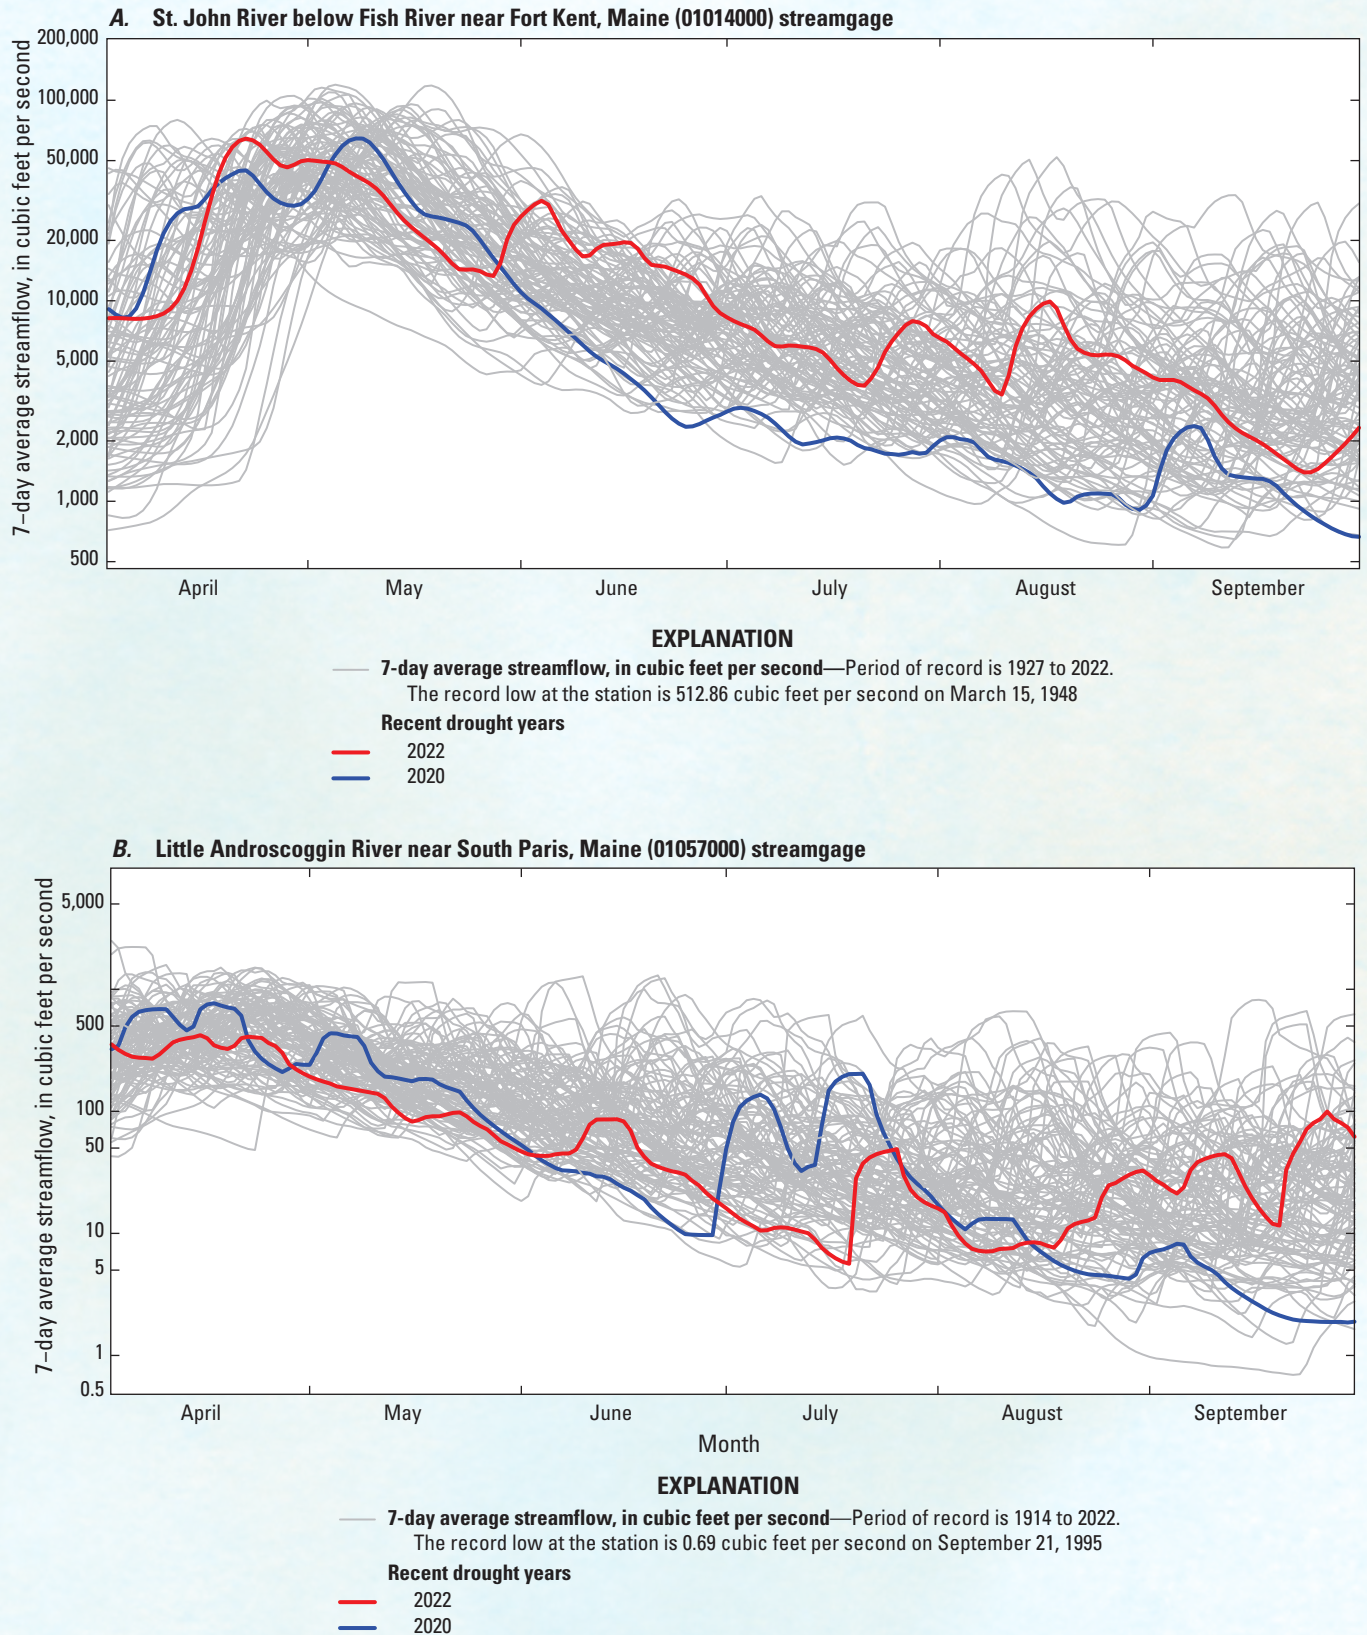 A. St. John River below Fish River near Fort Kent, Maine (01014000) streamgage
7–day average streamflow, in cubic feet per second
200,000
100,000
50,000
20,000
10,000
5,000
2,000
1,000
500
April May June July August September
EXPLANATION
7-day average streamflow, in cubic feet per second—Period of record is 1927 to 2022.
The record low at the station is 512.86 cubic feet per second on March 15, 1948
Recent drought years
2022
2020
B. Little Androscoggin River near South Paris, Maine (01057000) streamgage
7–day average streamflow, in cubic feet per second
5,000
500
100
50
10
5
1
0.5
April May June July August September
Month
EXPLANATION
7-day average streamflow, in cubic feet per second—Period of record is 1914 to 2022.
The record low at the station is 0.69 cubic feet per second on September 21, 1995
Recent drought years
2022
2020